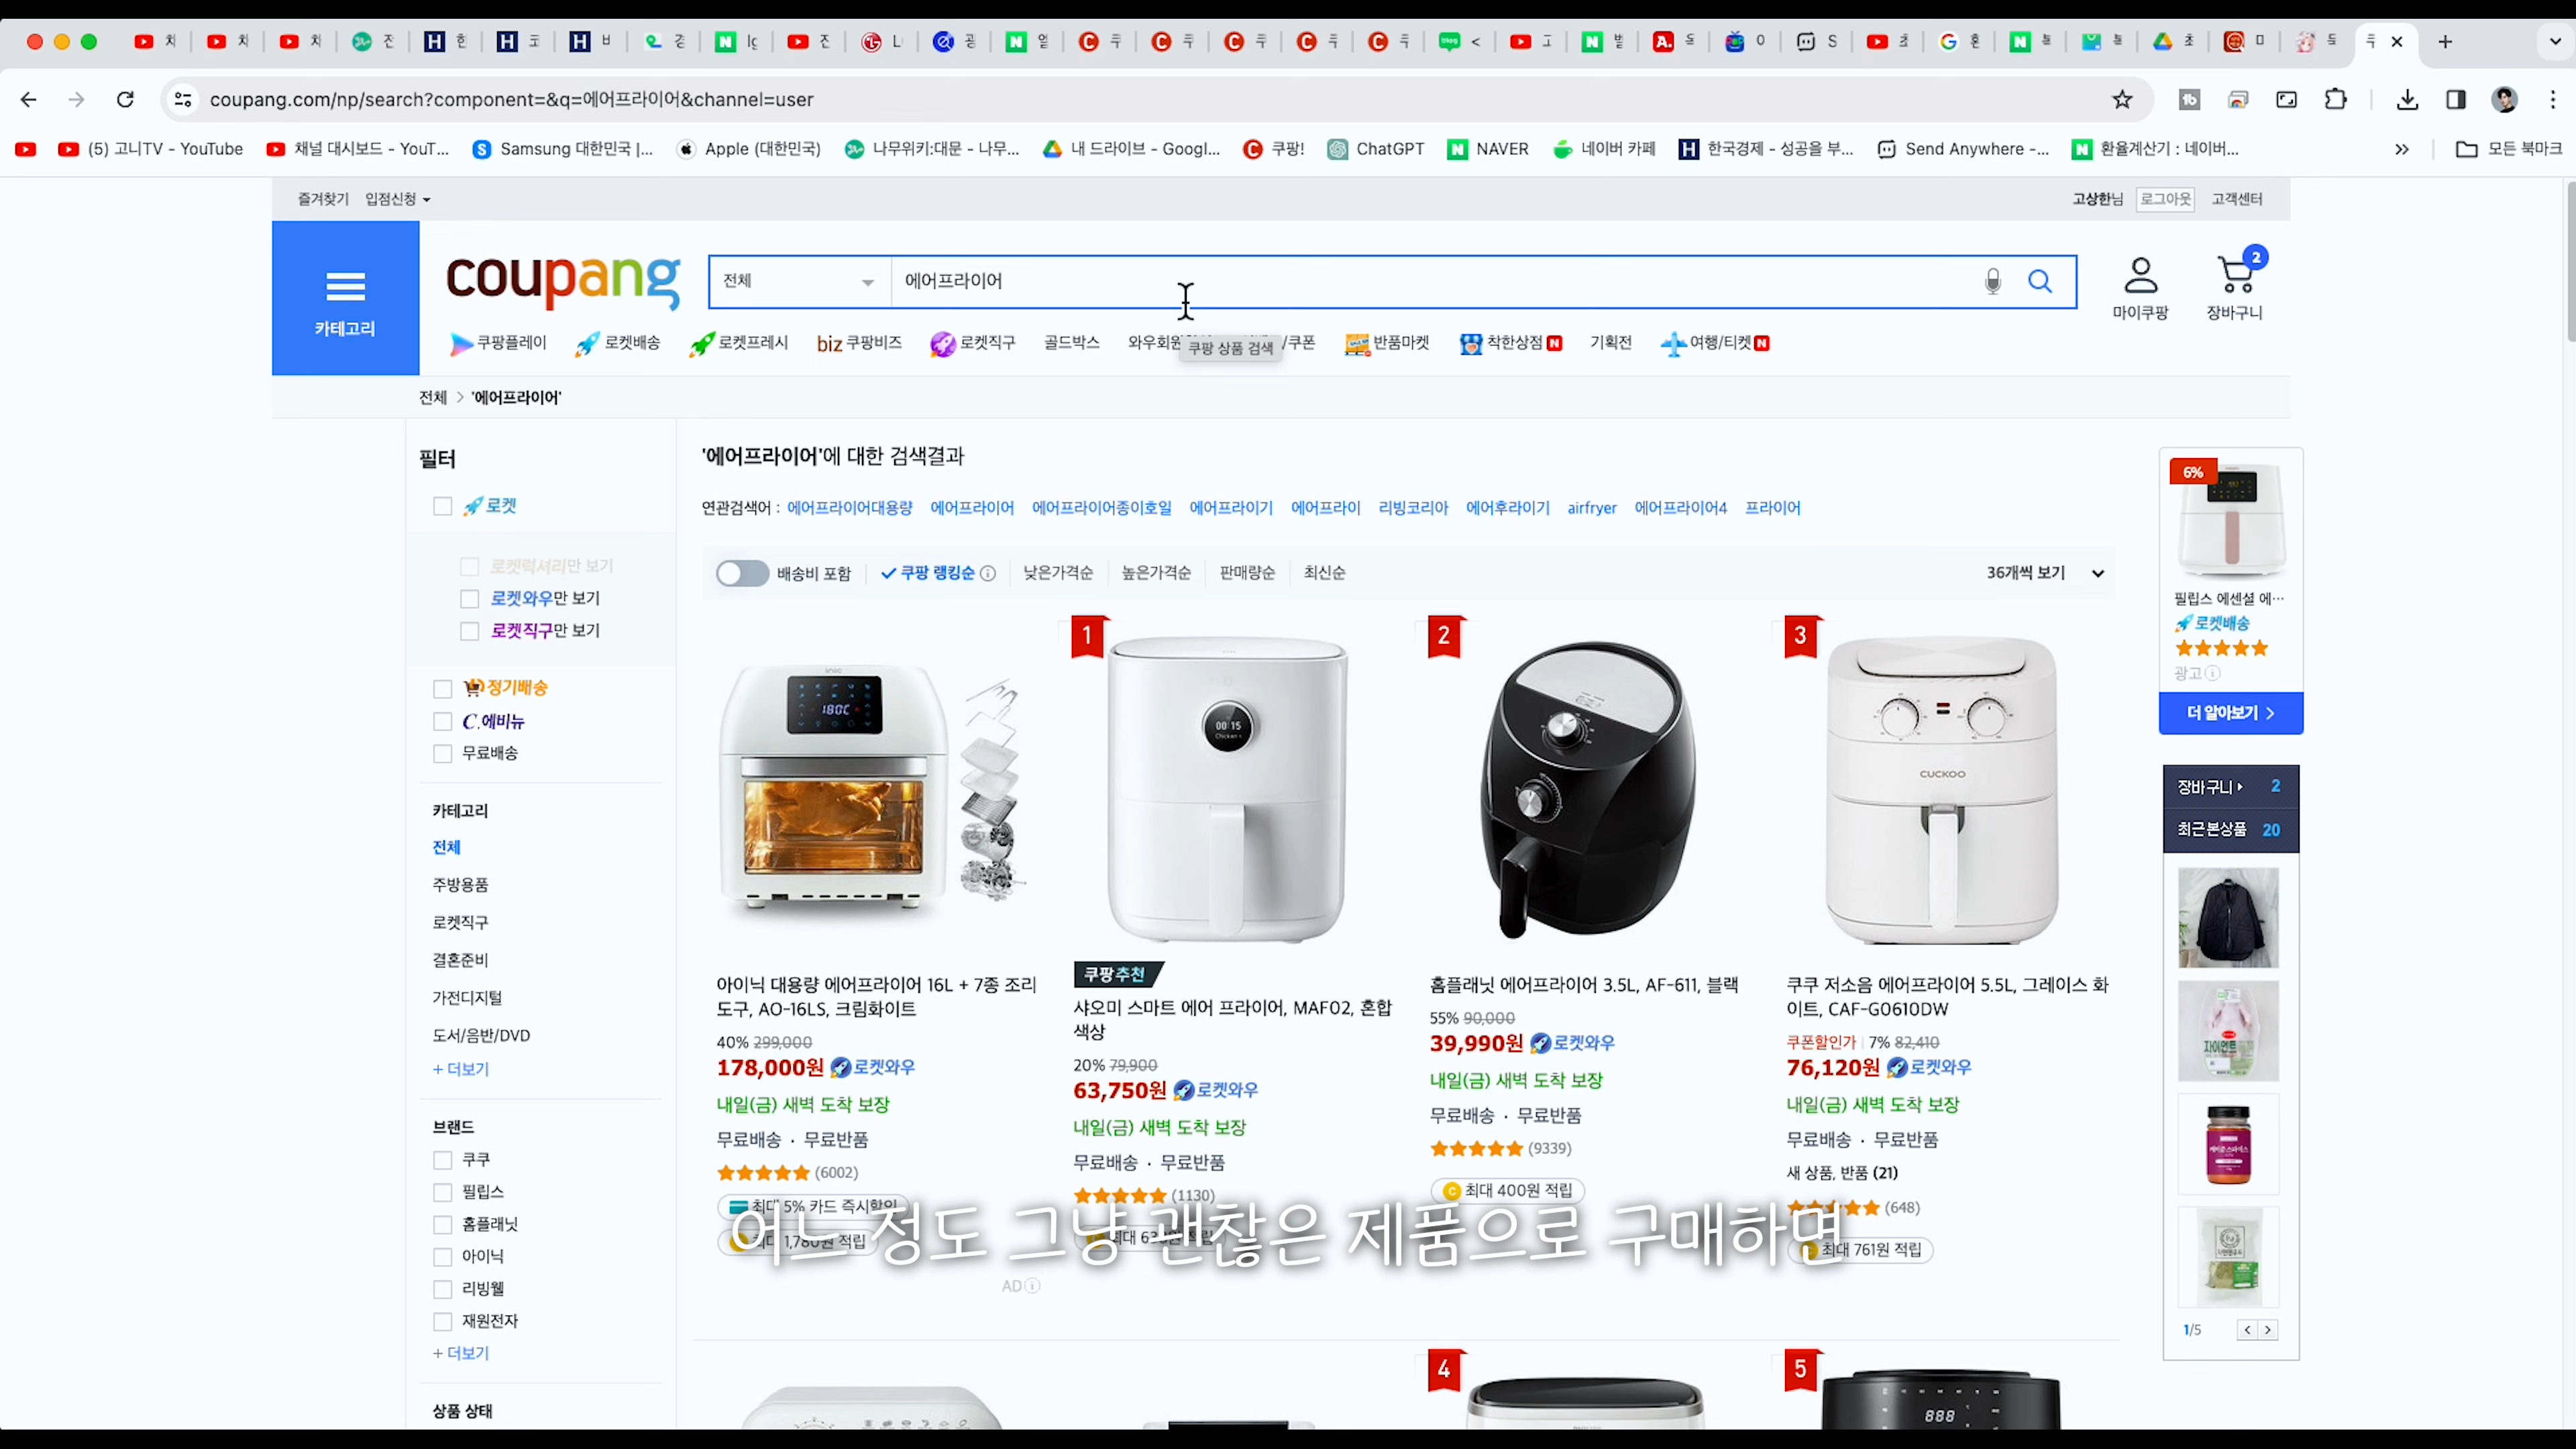 coupang.com/np/search?component=&q=에어프라이어&channel=user
(5) 고니TV - YouTube
채널 대시보드 - YouT...
Samsung 대한민국 |...
Apple (대한민국)
나무위키:대문 - 나무...
내 드라이브 - Googl...
쿠팡!
ChatGPT
NAVER
네이버 카페
한국경제 - 성공을 부...
Send Anywhere -...
환율계산기 : 네이버...
모든 북마크
즐겨찾기 입점신청
고상한님 로그아웃 고객센터
카테고리
coupang
전체
에어프라이어
마이쿠팡
2
장바구니
쿠팡플레이
로켓배송
로켓프레시
biz 쿠팡비즈
로켓직구
골드박스
와우회원
/쿠폰
쿠팡 상품 검색
반품마켓
착한상점 N
기획전
여행/티켓 N
전체 > '에어프라이어'
필터
로켓
로켓럭셔리만 보기
로켓와우만 보기
로켓직구만 보기
정기배송
C.에비뉴
무료배송
카테고리
전체
주방용품
로켓직구
결혼준비
가전디지털
도서/음반/DVD
+ 더보기
브랜드
쿠쿠
필립스
홈플래닛
아이닉
리빙웰
재원전자
+ 더보기
상품 상태
'에어프라이어'에 대한 검색결과
연관검색어 : 에어프라이어대용량 에어프라이어 에어프라이어종이호일 에어프라이기 에어프라이 리빙코리아 에어후라이기 airfryer 에어프라이어4 프라이어
배송비 포함
쿠팡 랭킹순
낮은가격순
높은가격순
판매량순
최신순
36개씩 보기
180C
아이닉 대용량 에어프라이어 16L + 7종 조리
도구, AO-16LS, 크림화이트
40% 299,000
178,000원 로켓와우
내일(금) 새벽 도착 보장
무료배송 · 무료반품
(6002)
최대 5% 카드 즉시할인
최대 1,780원 적립
AD
1
00:15
Chicken
쿠팡추천
샤오미 스마트 에어 프라이어, MAF02, 혼합
색상
20% 79,900
63,750원 로켓와우
내일(금) 새벽 도착 보장
무료배송 · 무료반품
(1130)
2
홈플래닛 에어프라이어 3.5L, AF-611, 블랙
55% 90,000
39,990원 로켓와우
내일(금) 새벽 도착 보장
무료배송 · 무료반품
(9339)
최대 400원 적립
3
CUCKOO
쿠쿠 저소음 에어프라이어 5.5L, 그레이스 화
이트, CAF-G0610DW
쿠폰할인가 7% 82,410
76,120원 로켓와우
내일(금) 새벽 도착 보장
무료배송 · 무료반품
새 상품, 반품 (21)
(648)
최대 761원 적립
어느 정도 그냥 괜찮은 제품으로 구매하면
4
5
888
6%
필립스 에센셜 에...
로켓배송
광고
더 알아보기 >
장바구니 2
최근본상품 20
자이언트
1/5